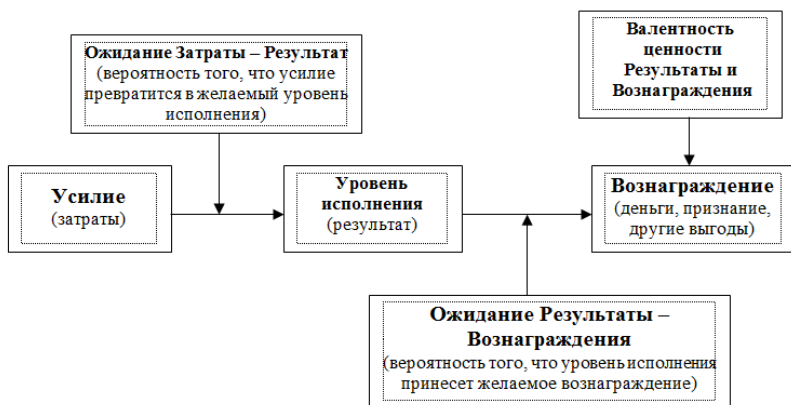 Ожидание Затраты – Результат
(вероятность того, что усилие
превратится в желаемый уровень
исполнения)
Валентность
ценности
Результаты и
Вознаграждения
Усилие
(затраты)
Уровень
исполнения
(результат)
Вознаграждение
(деньги, признание,
другие выгоды)
Ожидание Результаты –
Вознаграждения
(вероятность того, что уровень исполнения
принесет желаемое вознаграждение)